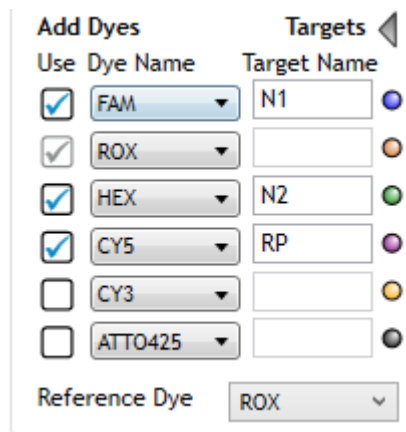 Add Dyes Targets
Use Dye Name Target Name
FAM N1
ROX
HEX N2
CY5 RP
CY3
ATTO425
Reference Dye ROX